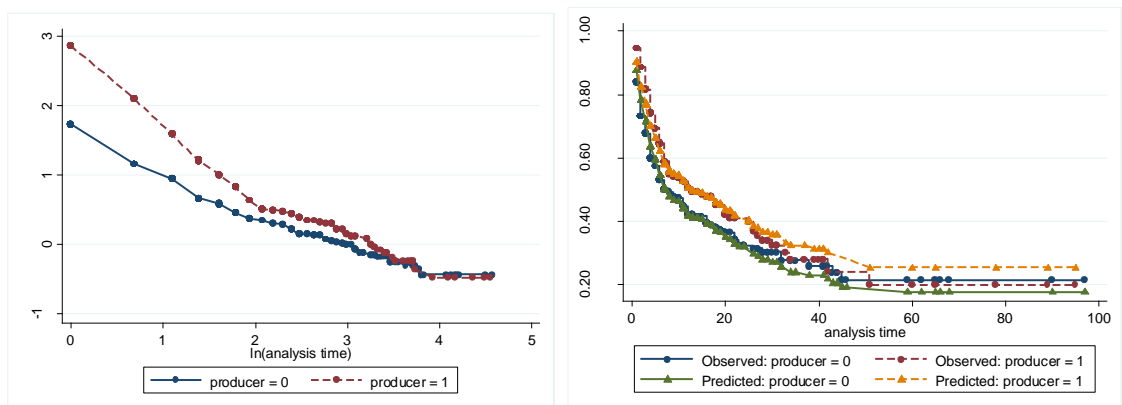 3
2
1
0
-1
0
1
2
3
4
5
ln(analysis time)
producer = 0
producer = 1
1.00
0.80
0.60
0.40
0.20
0
20
40
60
80
100
analysis time
Observed: producer = 0
Observed: producer = 1
Predicted: producer = 0
Predicted: producer = 1